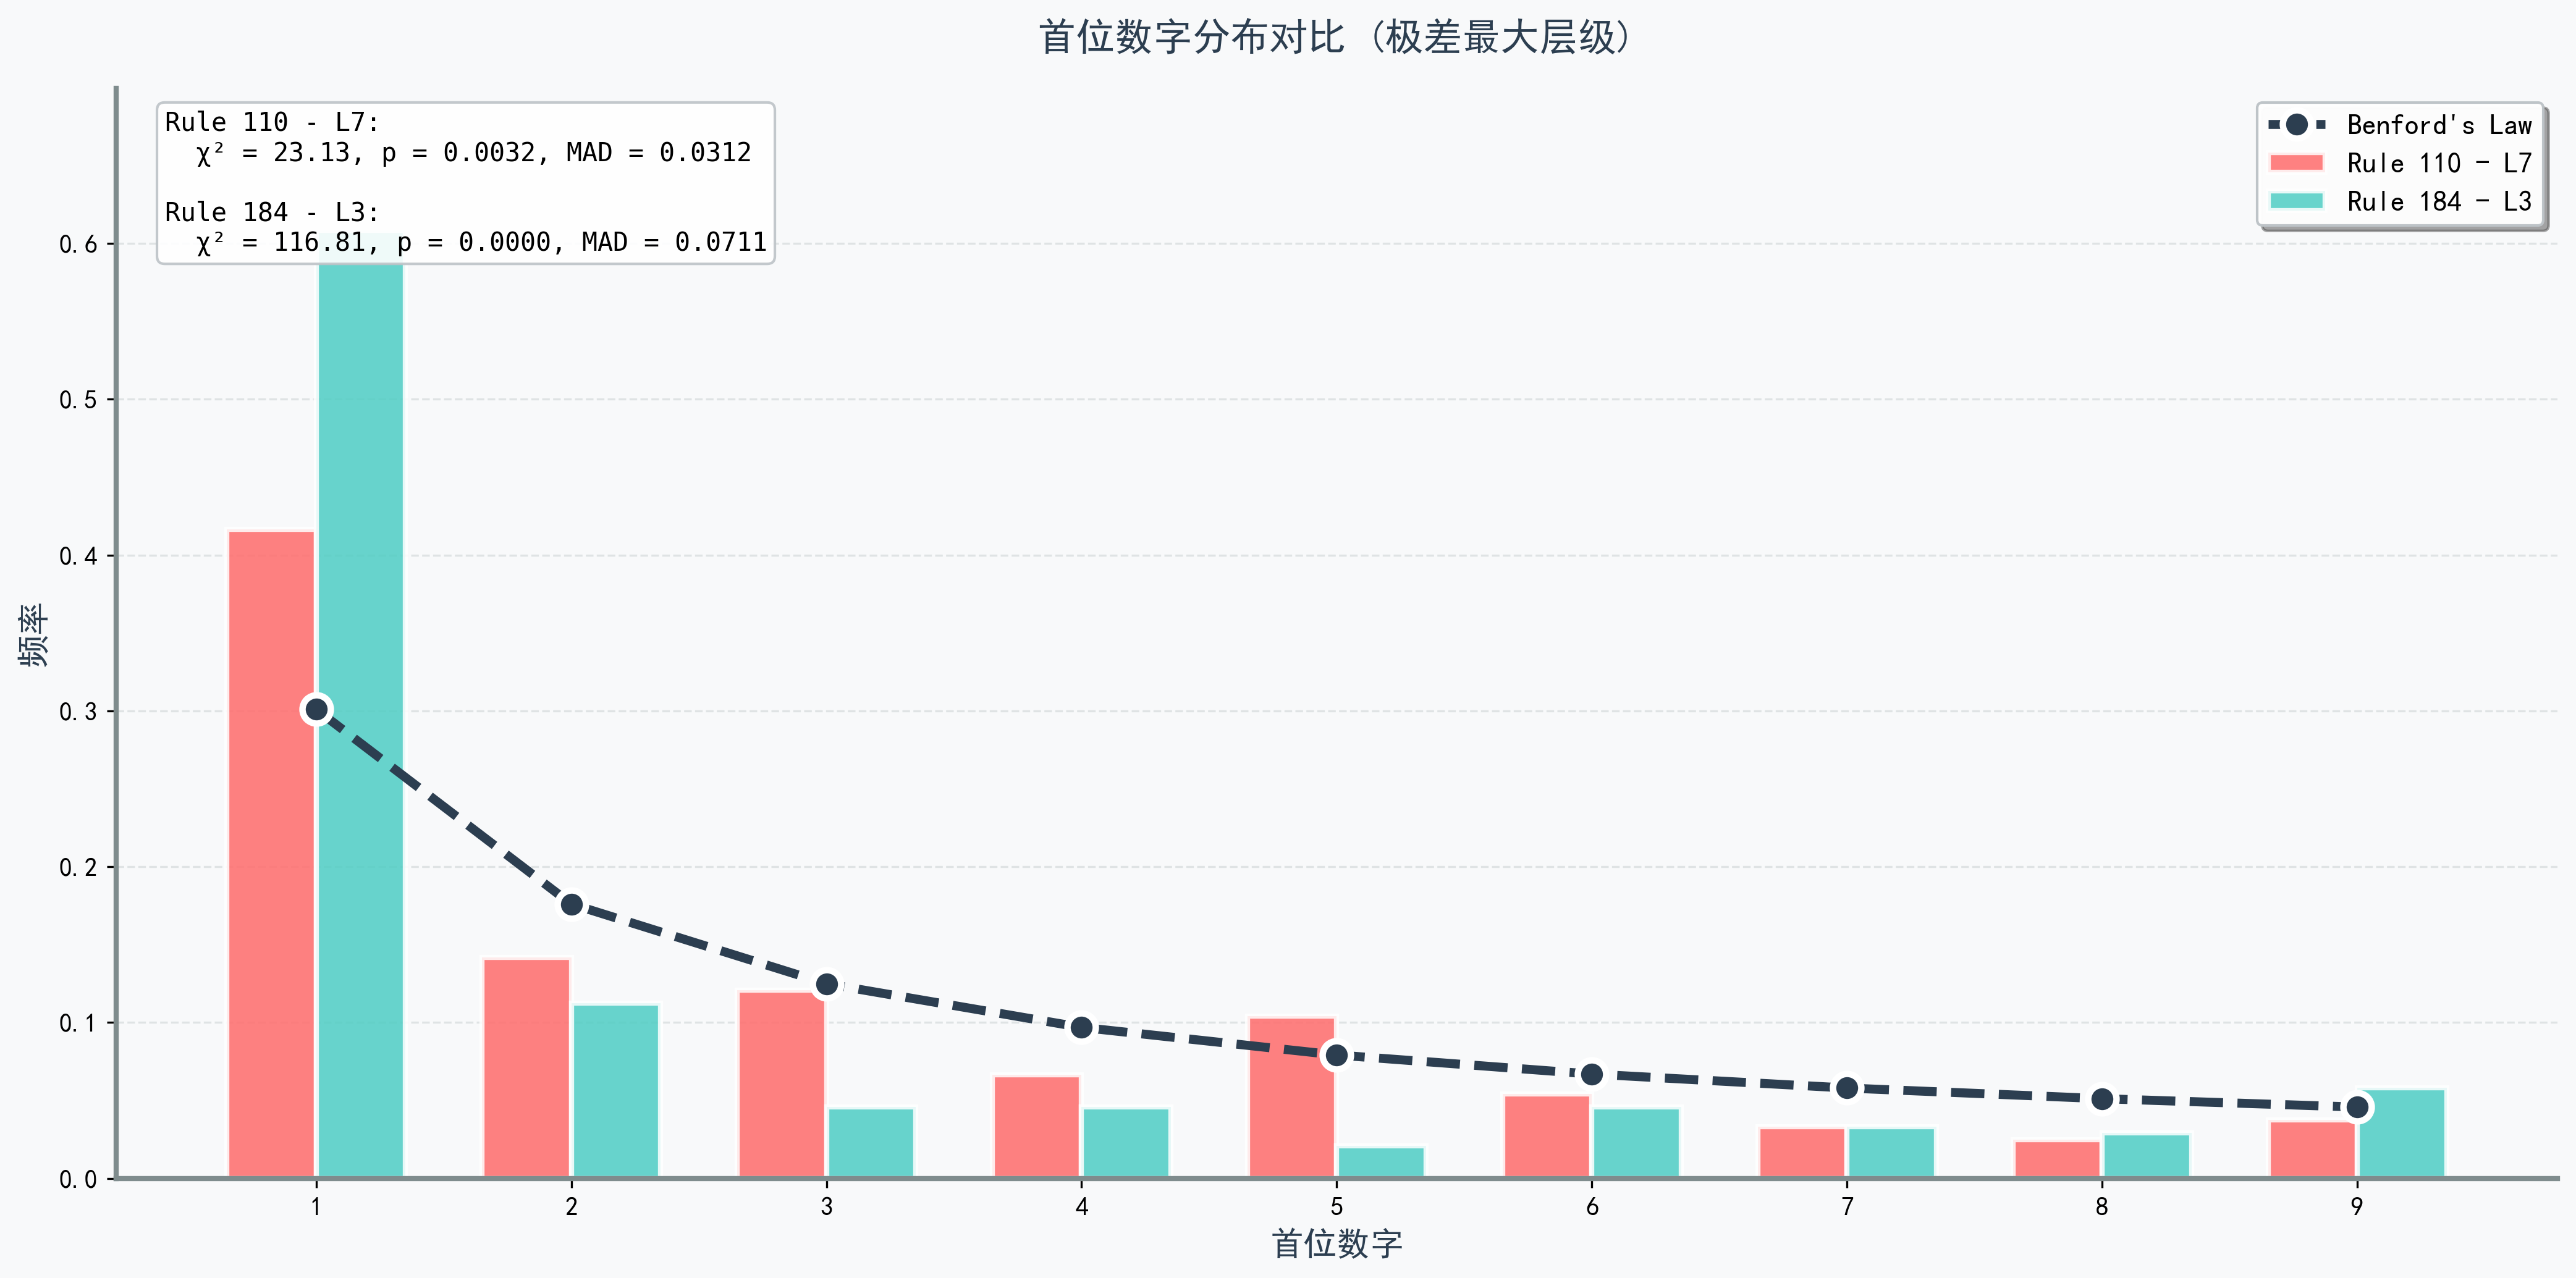 首位数字分布对比 (极差最大层级)
Rule 110 - L7:
χ² = 23.13, p = 0.0032, MAD = 0.0312
Rule 184 - L3:
χ² = 116.81, p = 0.0000, MAD = 0.0711
Benford's Law
Rule 110 - L7
Rule 184 - L3
频率
0.6
0.5
0.4
0.3
0.2
0.1
0.0
1 2 3 4 5 6 7 8 9
首位数字